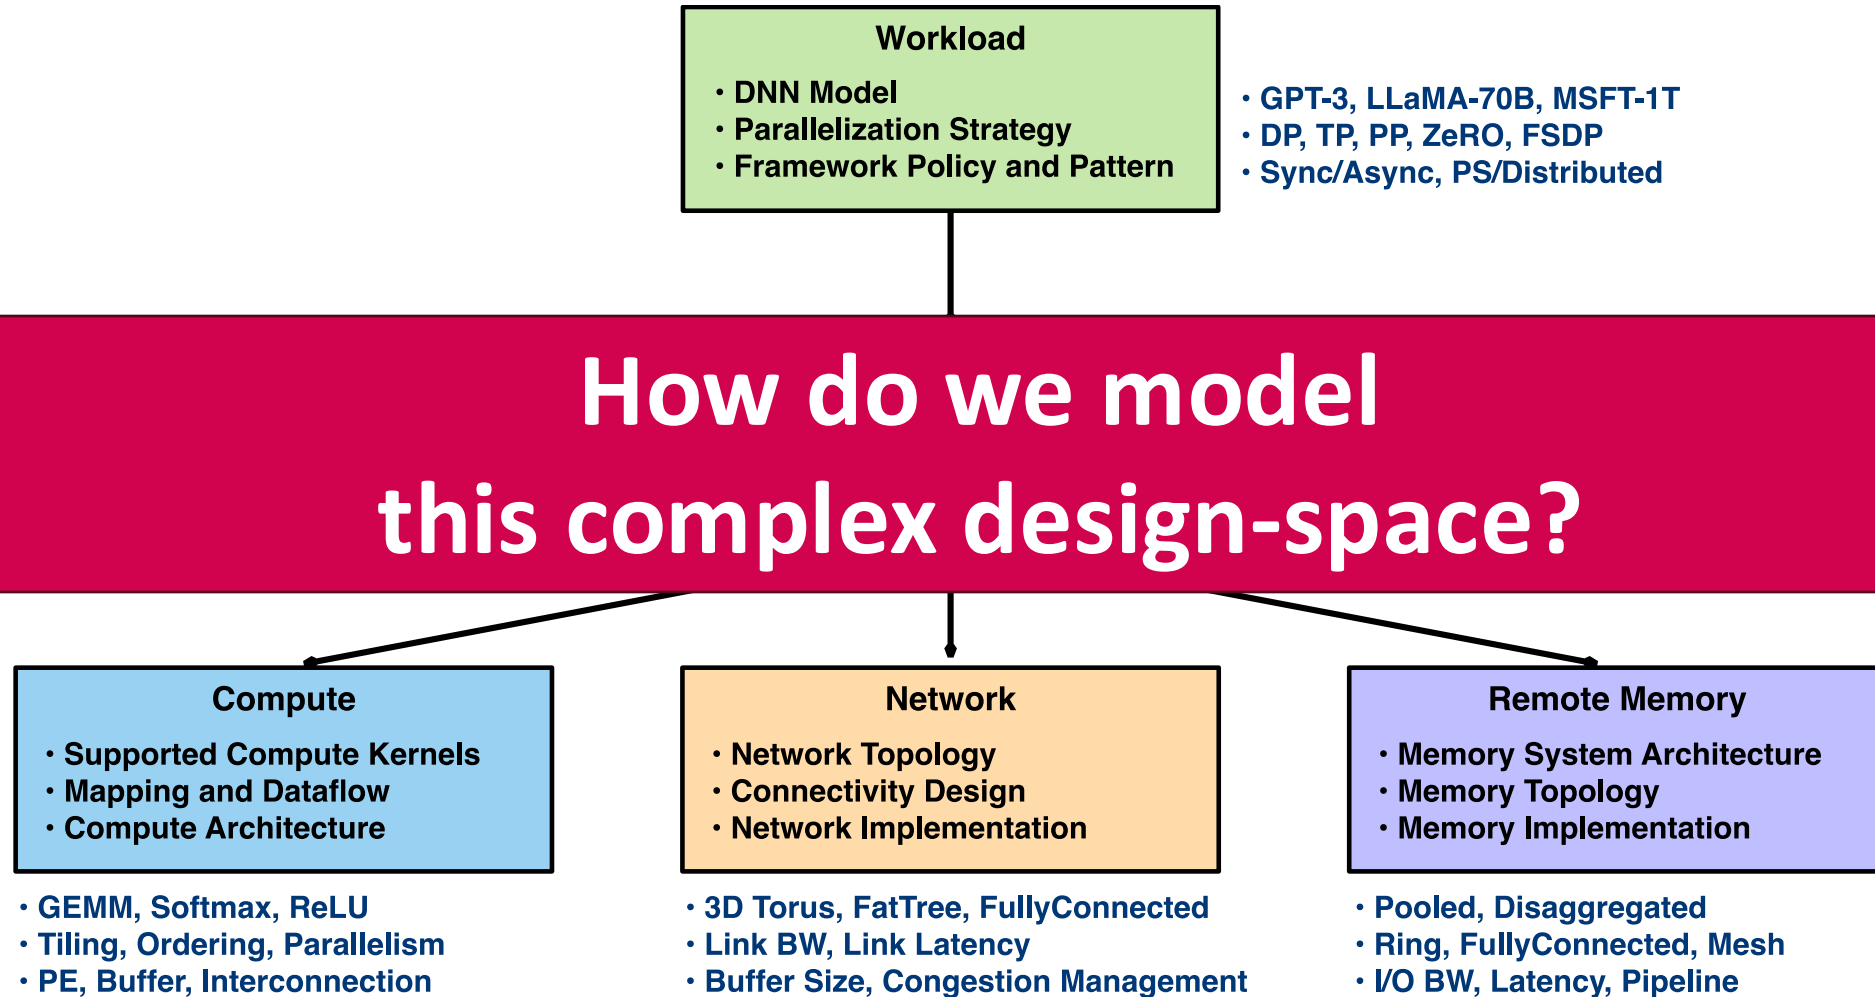 Workload
· DNN Model
· Parallelization Strategy
· Framework Policy and Pattern
· GPT-3, LLaMA-70B, MSFT-1T
· DP, TP, PP, ZeRO, FSDP
· Sync/Async, PS/Distributed
How do we model
this complex design-space?
Compute
· Supported Compute Kernels
· Mapping and Dataflow
· Compute Architecture
· GEMM, Softmax, ReLU
· Tiling, Ordering, Parallelism
· PE, Buffer, Interconnection
Network
· Network Topology
· Connectivity Design
· Network Implementation
· 3D Torus, FatTree, FullyConnected
· Link BW, Link Latency
· Buffer Size, Congestion Management
Remote Memory
· Memory System Architecture
· Memory Topology
· Memory Implementation
· Pooled, Disaggregated
· Ring, FullyConnected, Mesh
· I/O BW, Latency, Pipeline